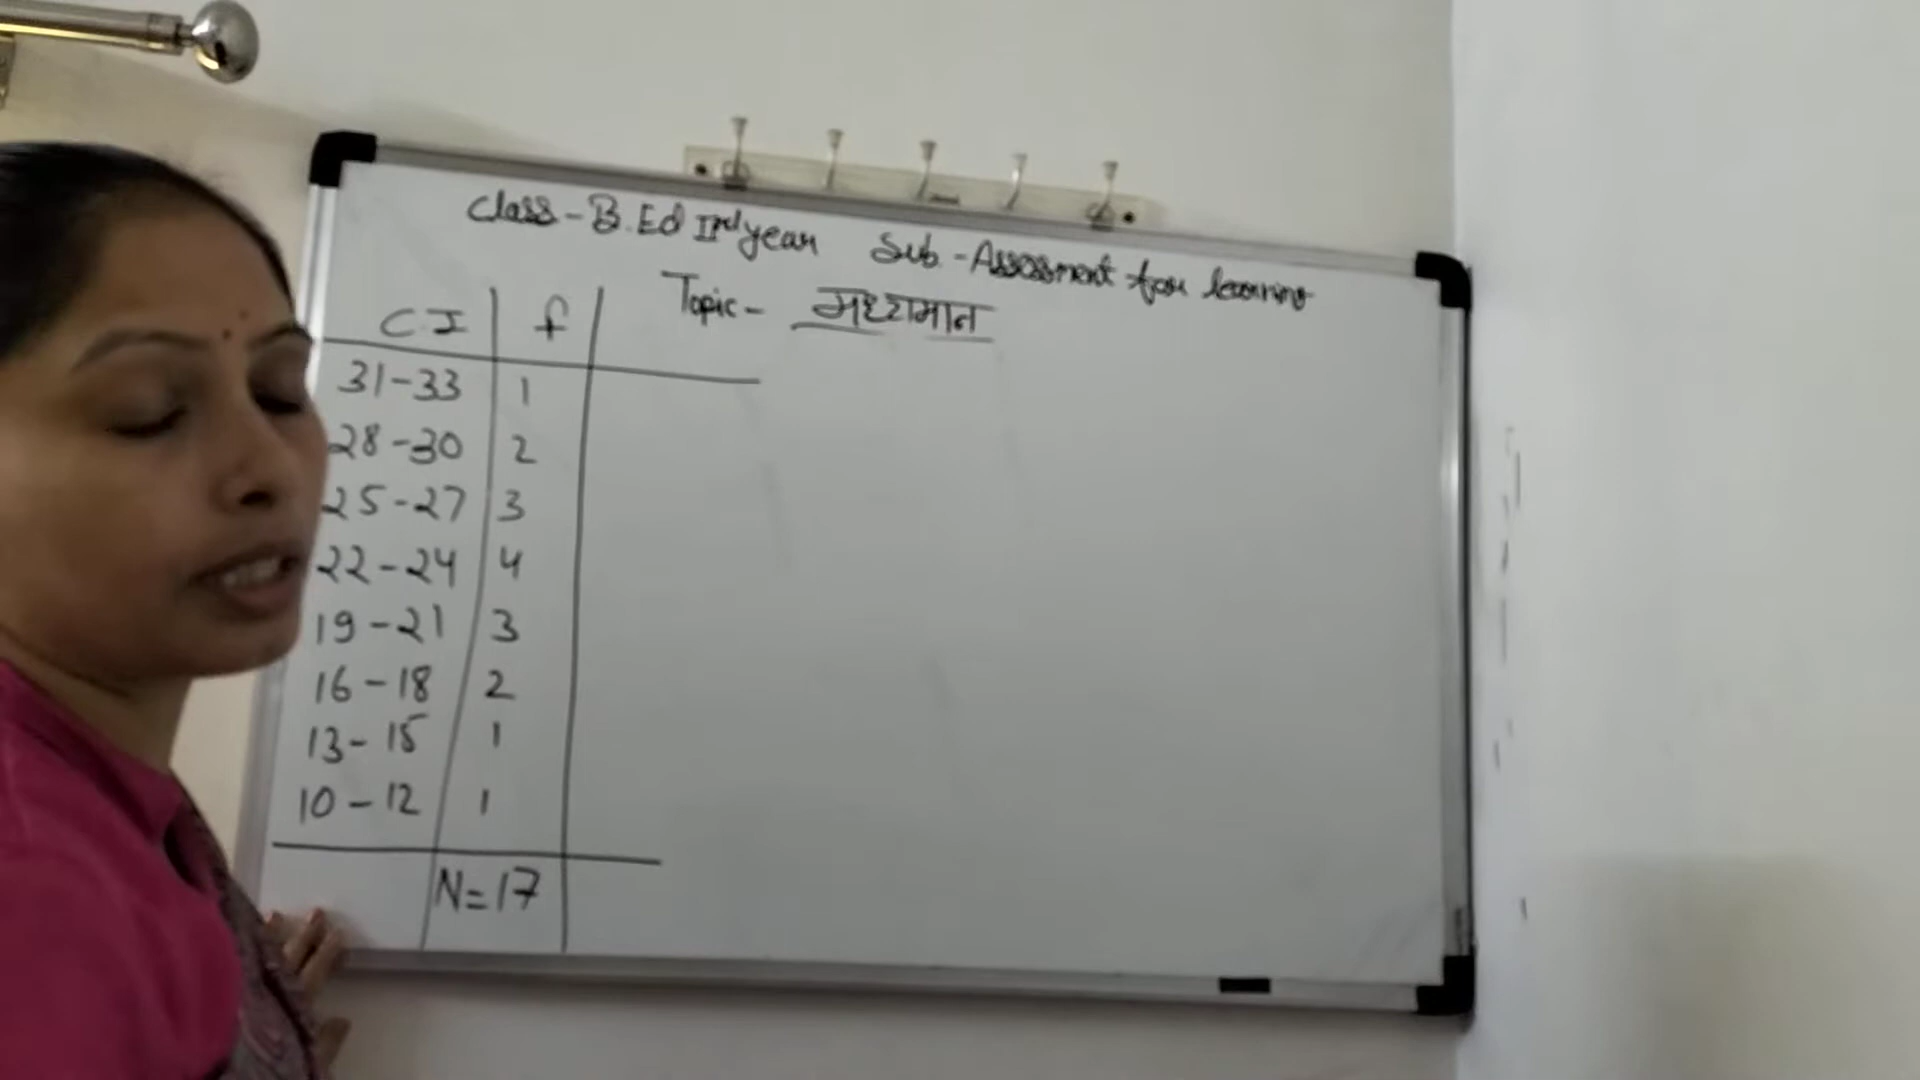 Class - B.Ed IInd year Sub. - Assessment for learning
Topic - मध्यमान
C I f
31-33 1
28-30 2
25-27 3
22-24 4
19-21 3
16-18 2
13-15 1
10-12 1
N=17